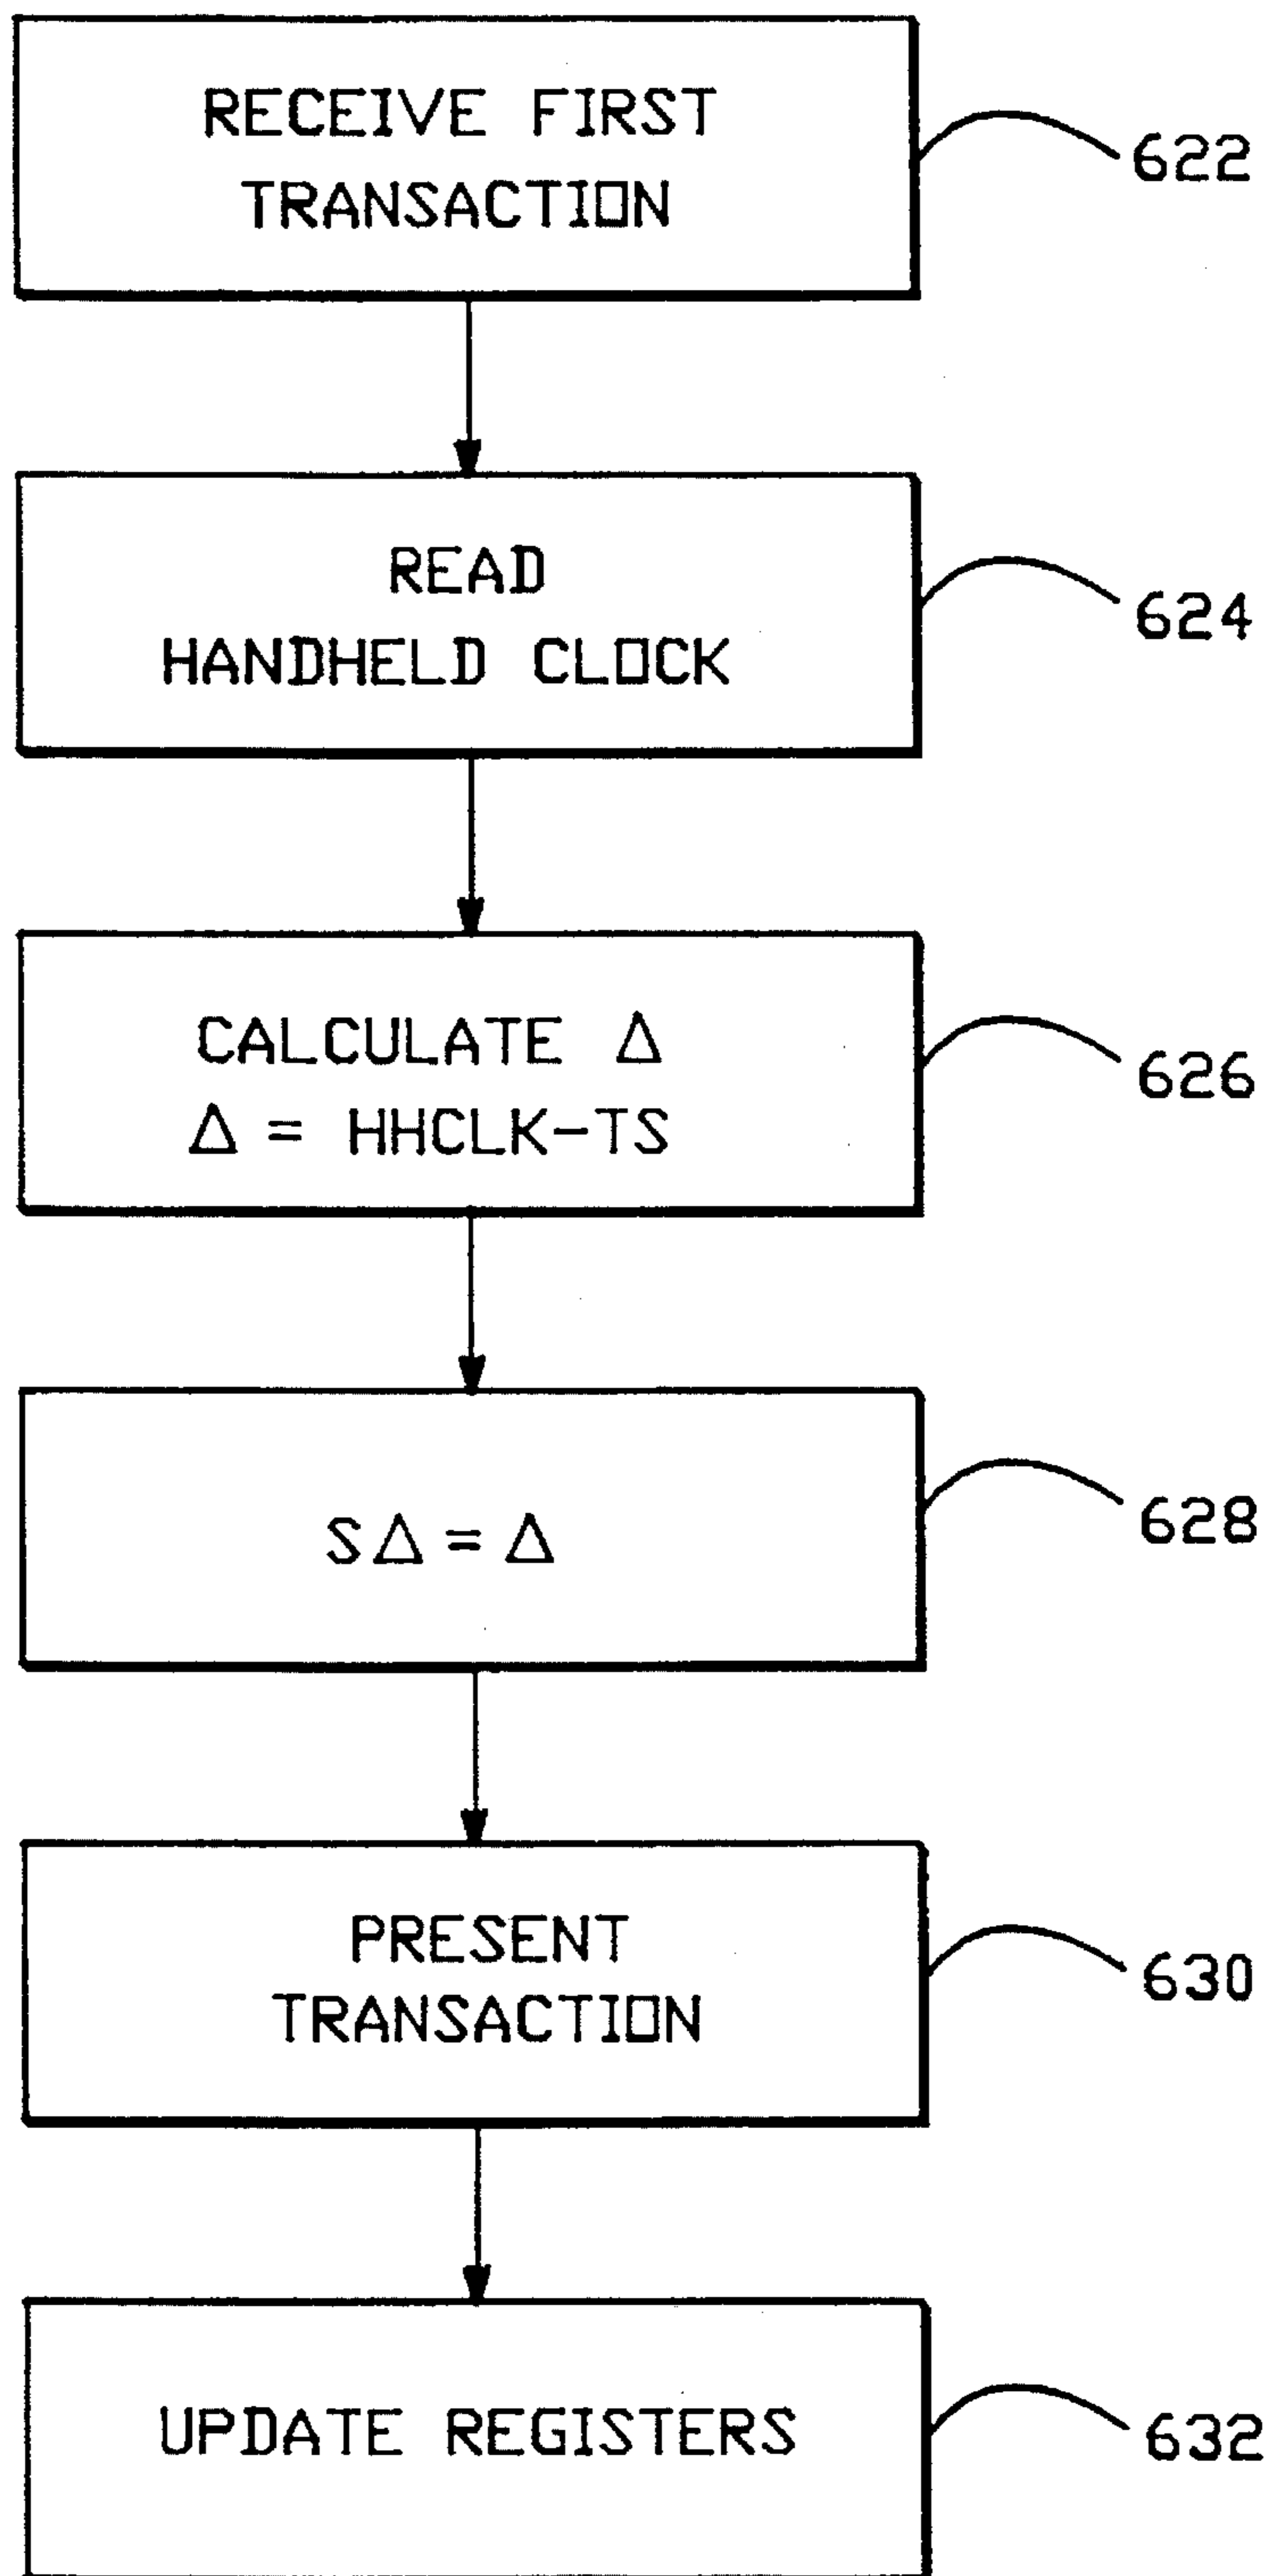 RECEIVE FIRST
TRANSACTION
622
READ
HANDHELD CLOCK
624
CALCULATE Δ
Δ = HHCLK-TS
626
SΔ = Δ
628
PRESENT
TRANSACTION
630
UPDATE REGISTERS
632